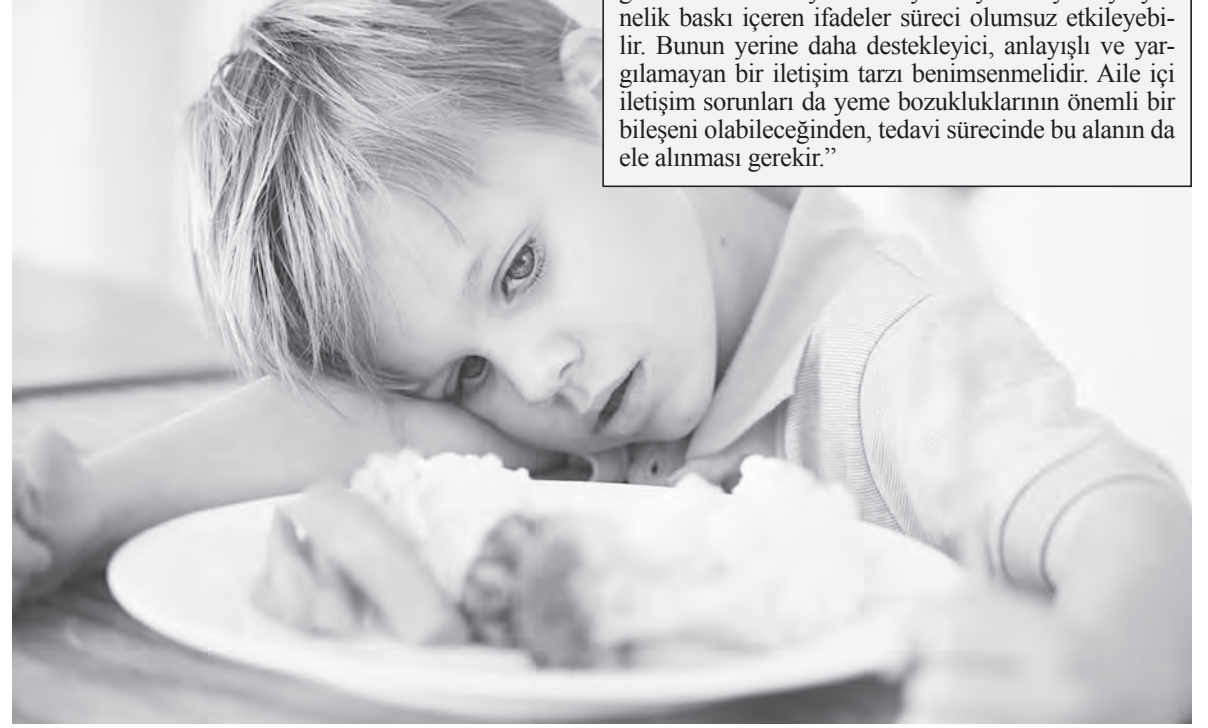 nelik baskı içeren ifadeler süreci olumsuz etkileyebi-
lir. Bunun yerine daha destekleyici, anlayışlı ve yar-
gılamayan bir iletişim tarzı benimsenmelidir. Aile içi
iletişim sorunları da yeme bozukluklarının önemli bir
bileşeni olabileceğinden, tedavi sürecinde bu alanın da
ele alınması gerekir.”